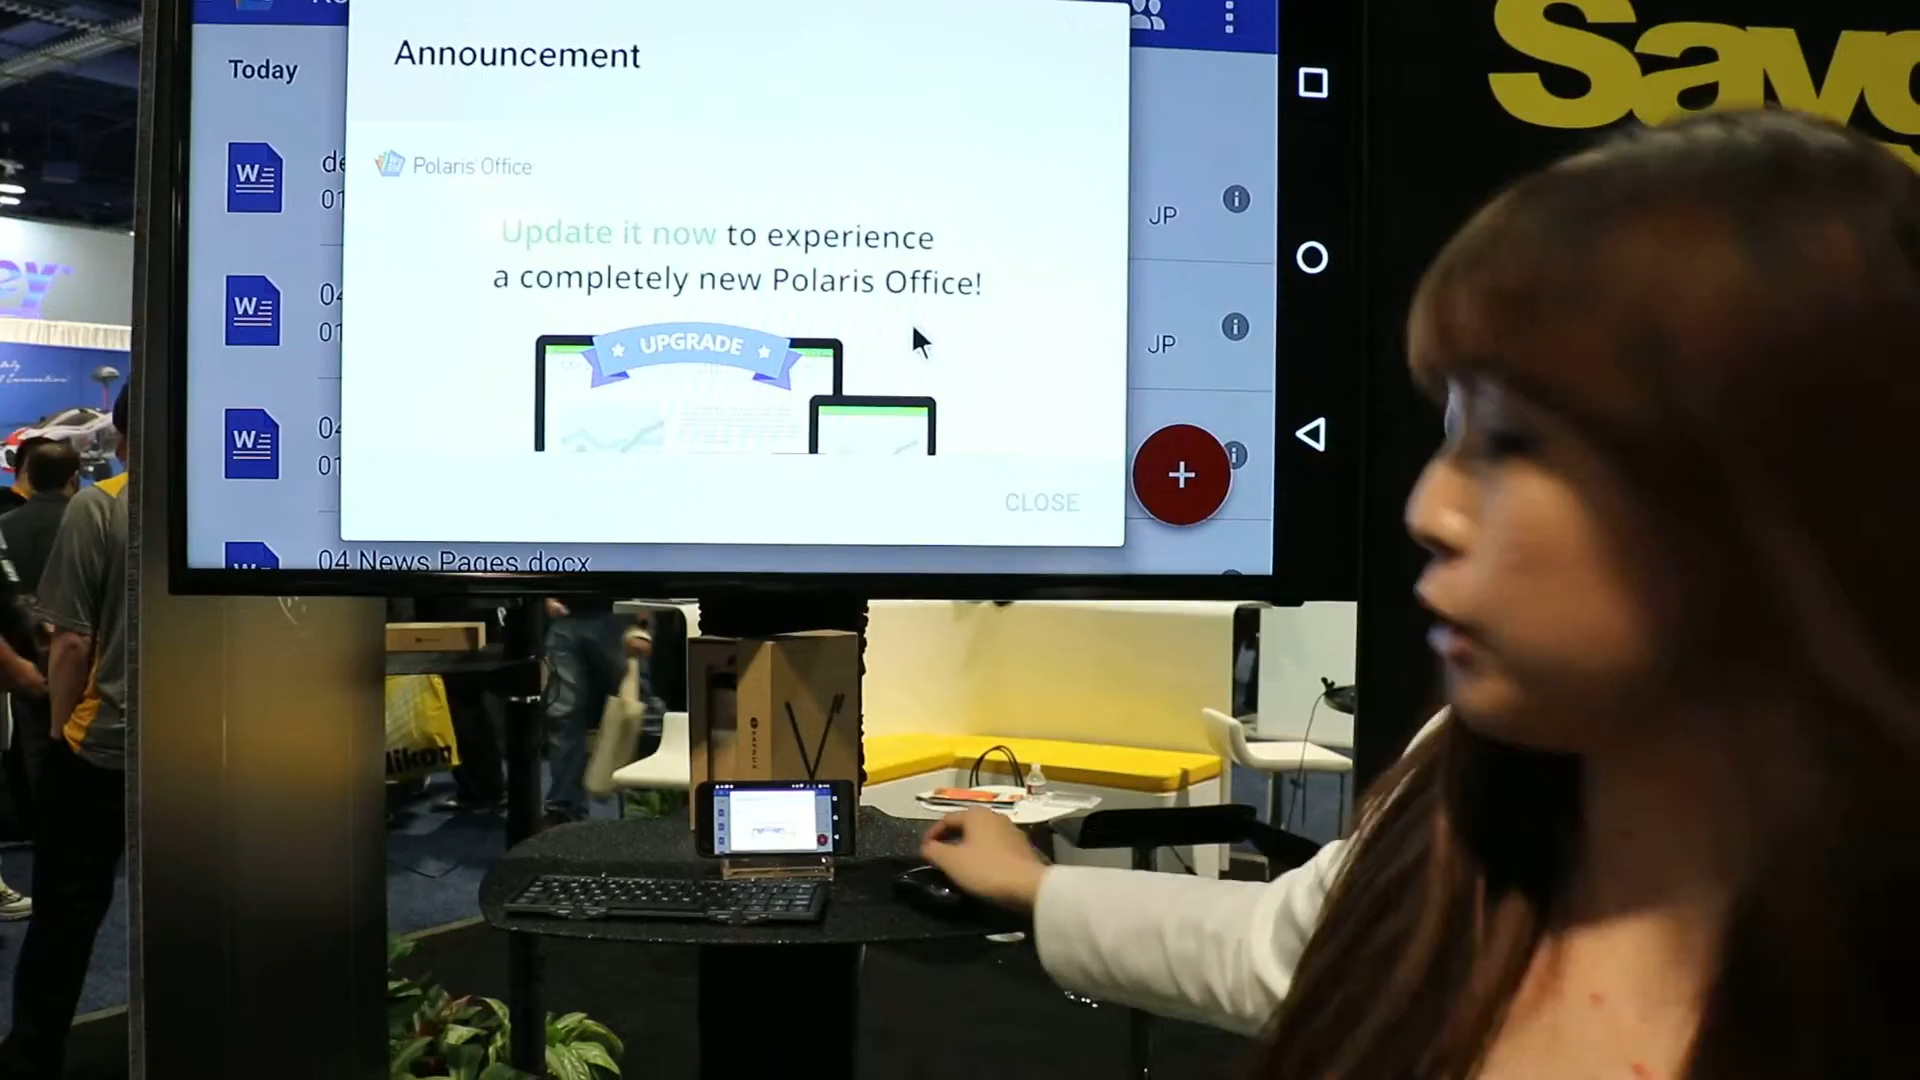 Announcement
Today
Polaris Office
Update it now to experience
a completely new Polaris Office!
UPGRADE
CLOSE
W
JP
W
JP
W
04 News Pages docx